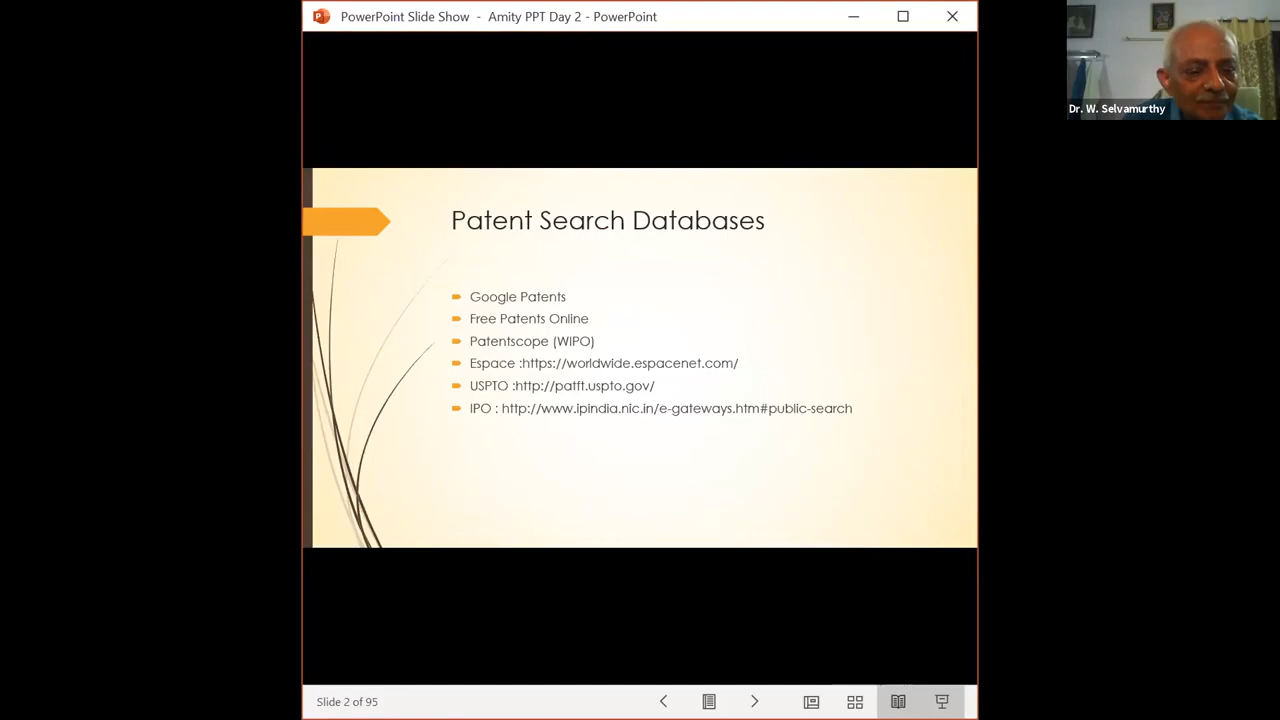 PowerPoint Slide Show - Amity PPT Day 2 - PowerPoint
Dr. W. Selvamurthy
Patent Search Databases
Google Patents
Free Patents Online
Patentscope (WIPO)
Espace :https://worldwide.espacenet.com/
USPTO :http://patft.uspto.gov/
IPO : http://www.ipindia.nic.in/e-gateways.htm#public-search
Slide 2 of 95